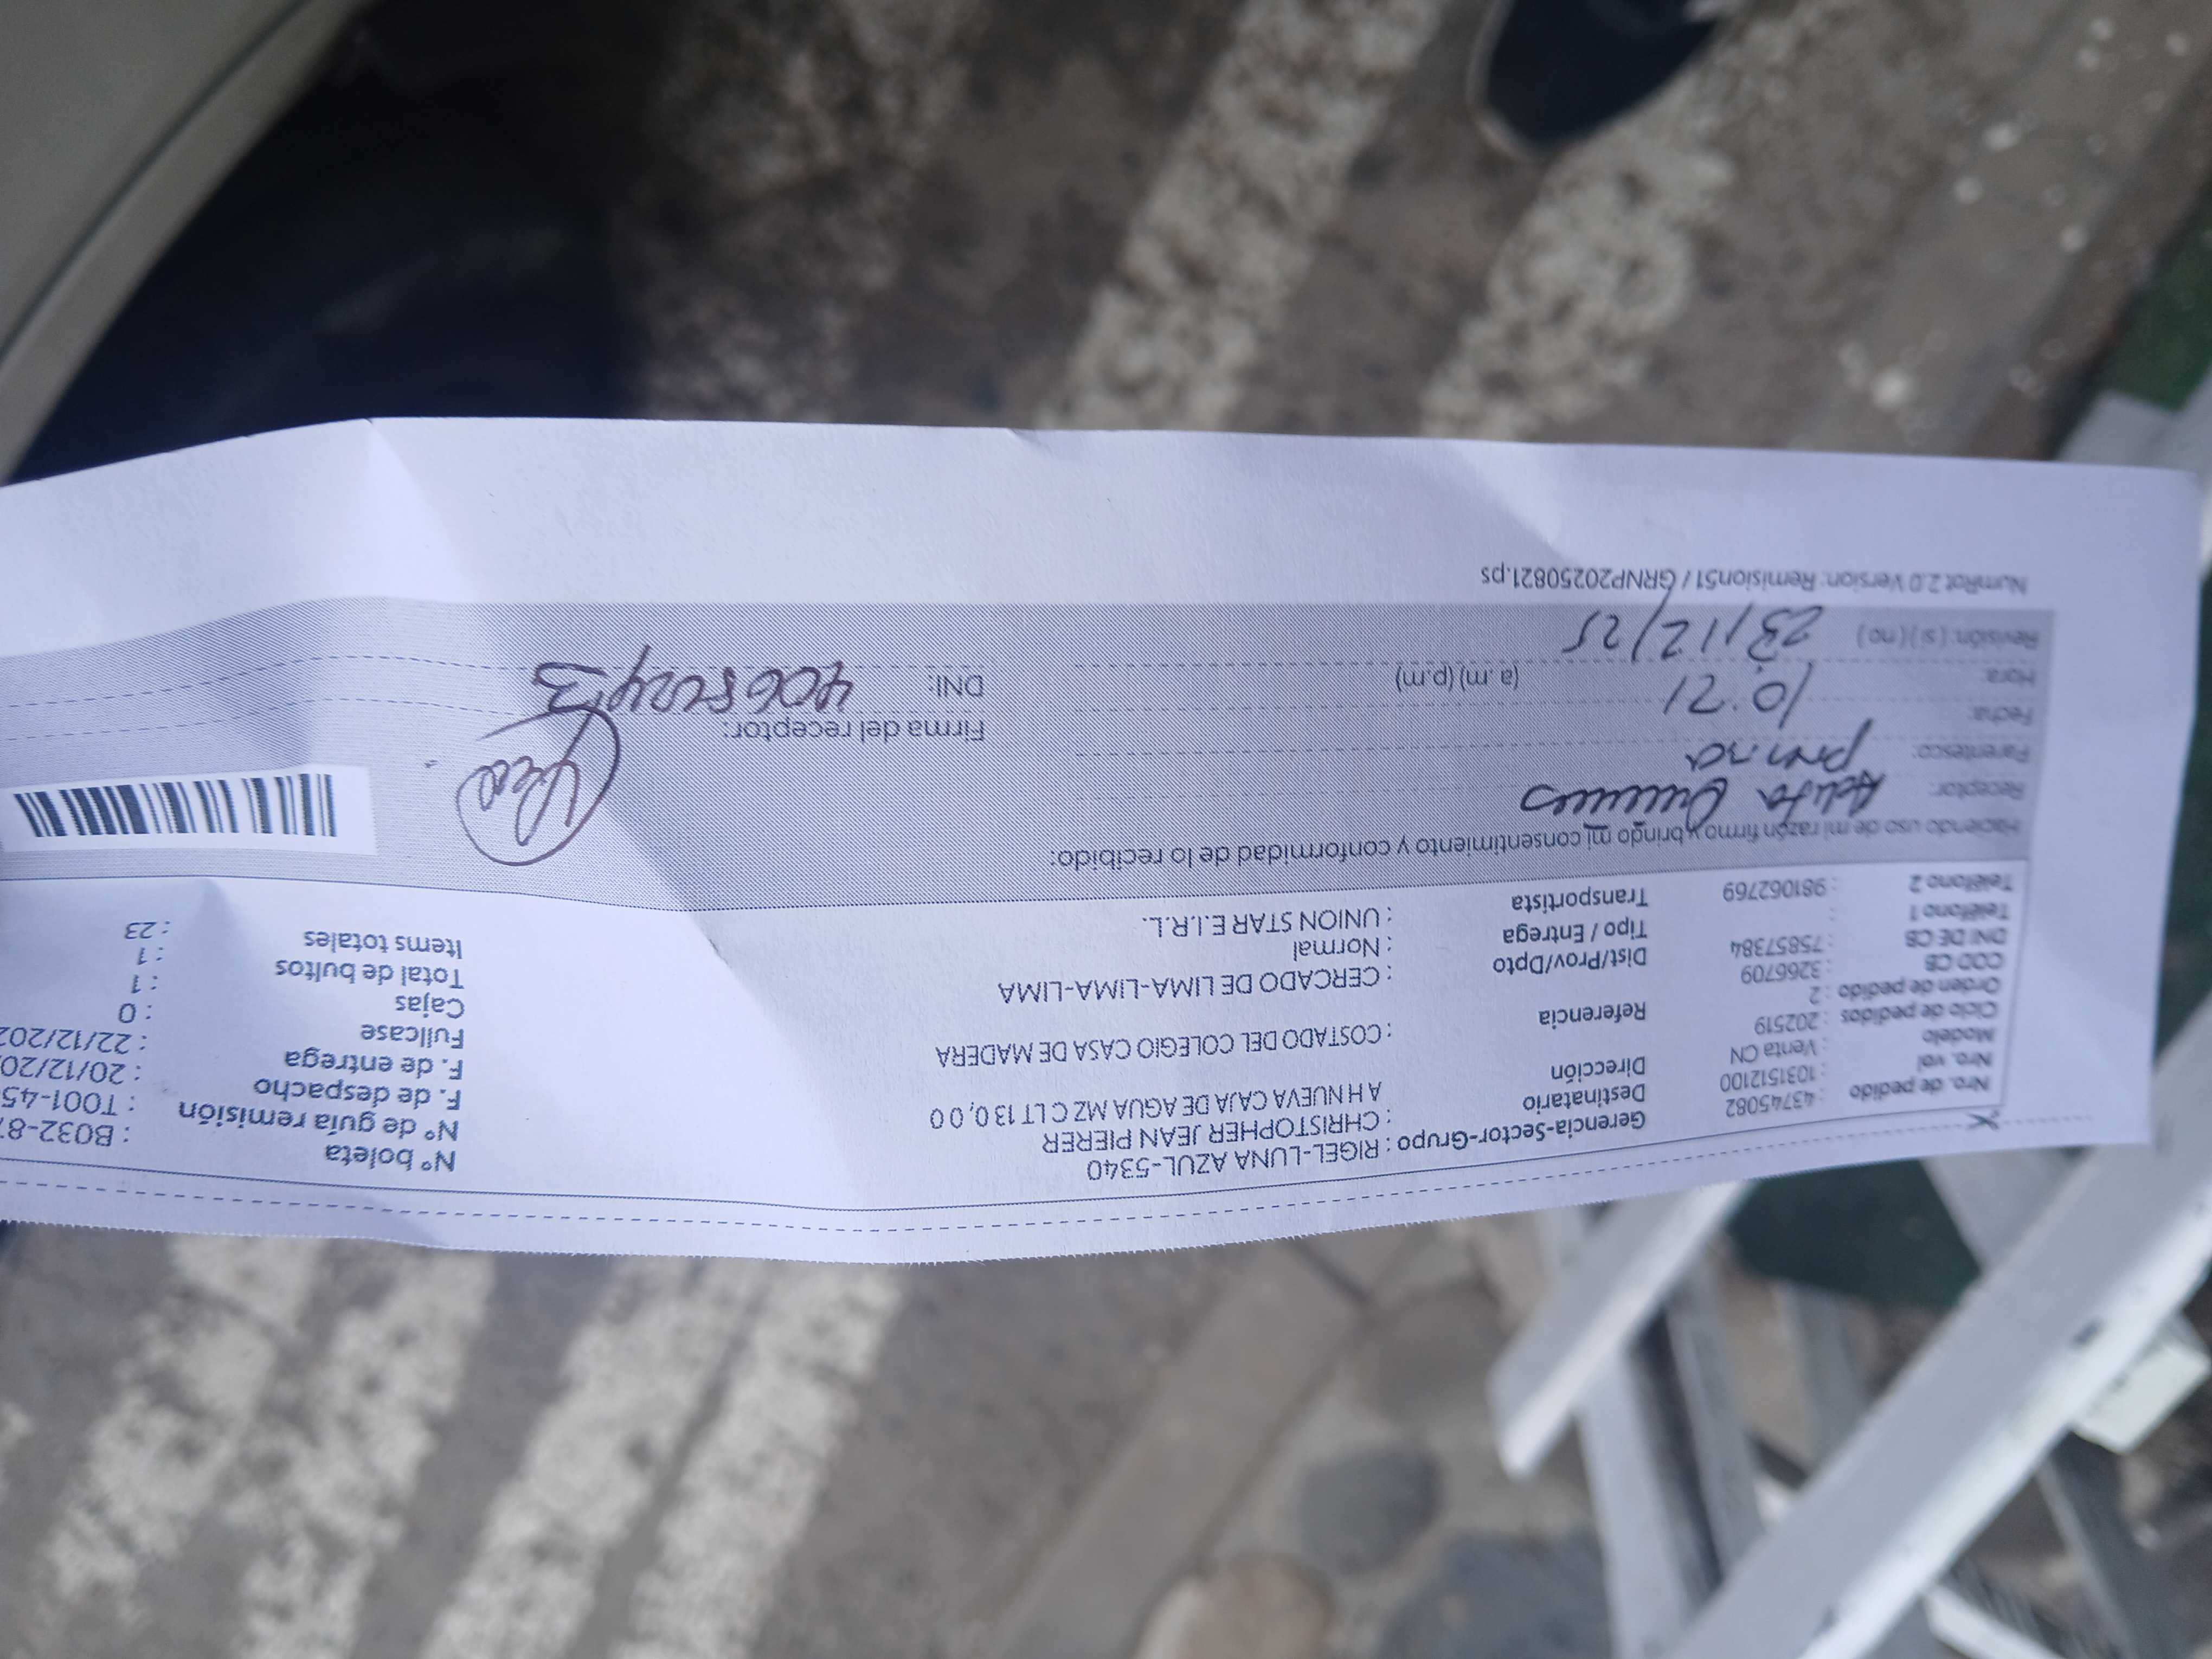 Nro. de pedido : 43745082
Nro. val : 1031512100
Modelo : Venta CN
Ciclo de pedidos : 202519
Orden de pedido : 2
COD CB : 3266709
DNI DE CB : 75857384
Teléfono 1 :
Teléfono 2 : 981062769
Gerencia-Sector-Grupo : RIGEL-LUNA AZUL-5340
Destinatario : CHRISTOPHER JEAN PIERER
Dirección A H NUEVA CAJA DE AGUA MZ C LT 13 0,0 0
Referencia : COSTADO DEL COLEGIO CASA DE MADERA
Dist/Prov/Dpto : CERCADO DE LIMA-LIMA-LIMA
Tipo / Entrega : Normal
Transportista : UNION STAR E.I.R.L.
Nº boleta : B032-87
Nº de guía remisión : T001-45
F. de despacho : 20/12/20
F. de entrega : 22/12/202
Fullcase : 0
Cajas : 1
Total de bultos : 1
Items totales : 23
Haciendo uso de mi razón firmo y bringo mi consentimiento y conformidad de lo recibido:
Receptor:
Parentesco: prima
Fecha: 10:21
Hora: (a.m) (p.m)
Revisión: (si) (no) 23/12/25
Firma del receptor:
DNI:
NumRot 2.0 Version: Remision51 / GRNP20250821.ps